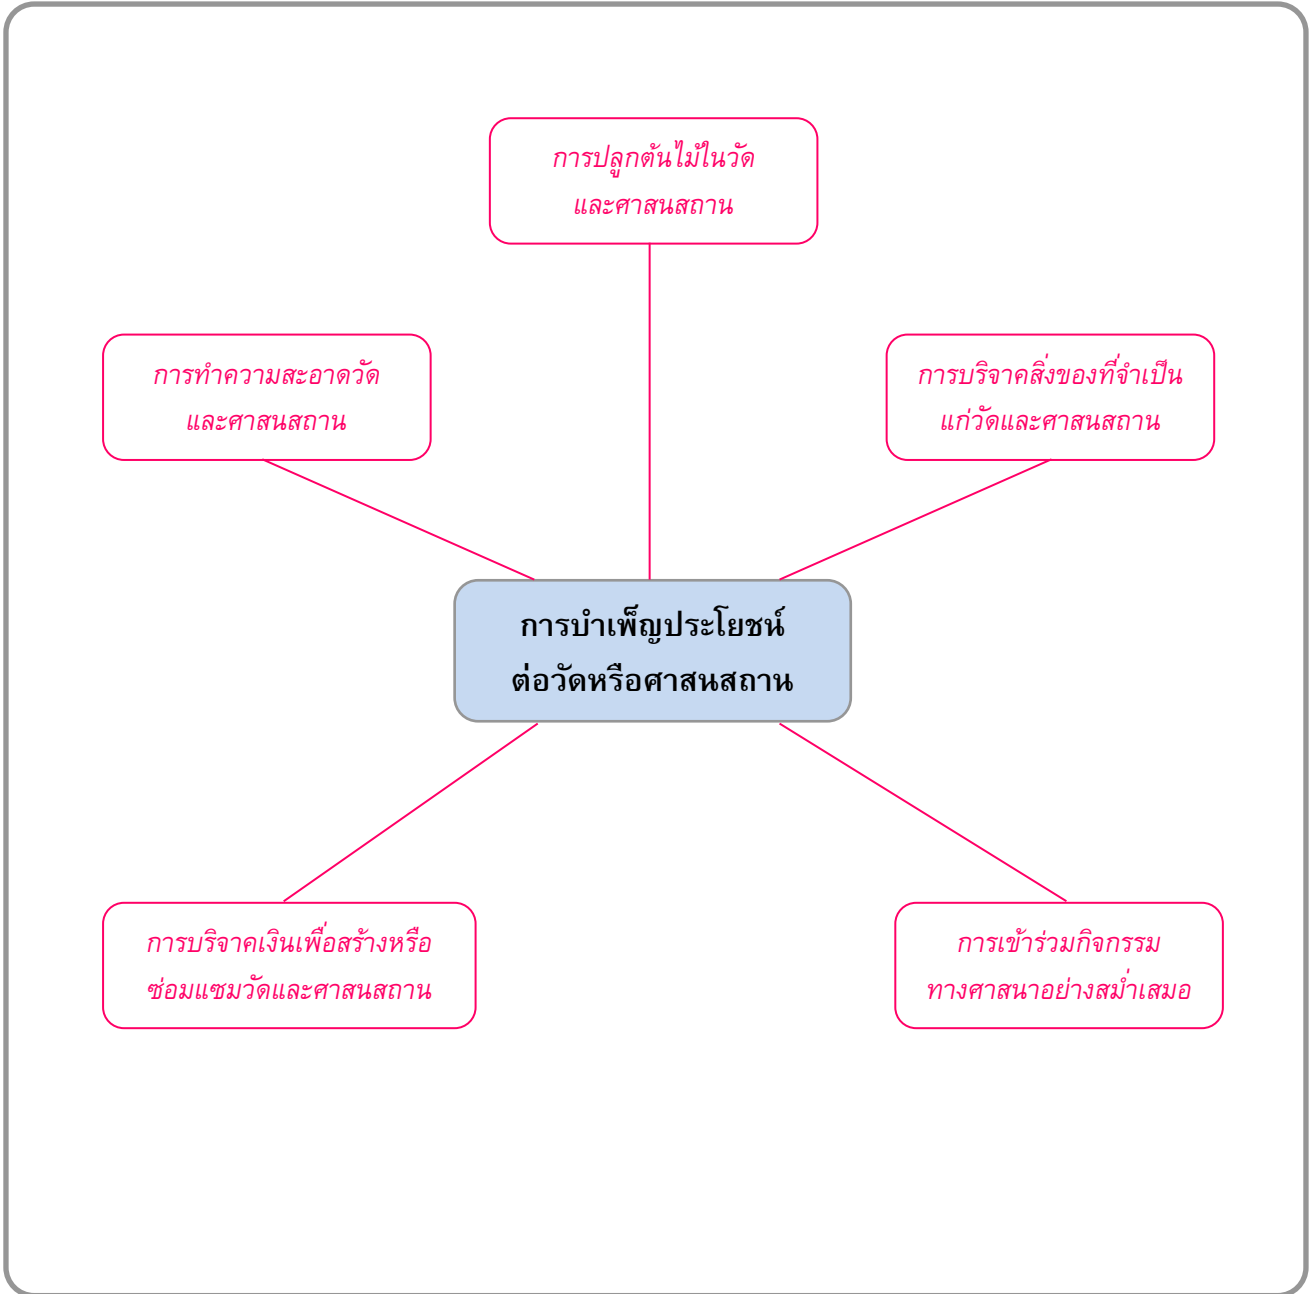 การปลูกต้นไม้ในวัด
และศาสนสถาน
การทำความสะอาดวัด
และศาสนสถาน
การบริจาคสิ่งของที่จำเป็น
แก่วัดและศาสนสถาน
การบำเพ็ญประโยชน์
ต่อวัดหรือศาสนสถาน
การบริจาคเงินเพื่อสร้างหรือ
ซ่อมแซมวัดและศาสนสถาน
การเข้าร่วมกิจกรรม
ทางศาสนาอย่างสม่ำเสมอ